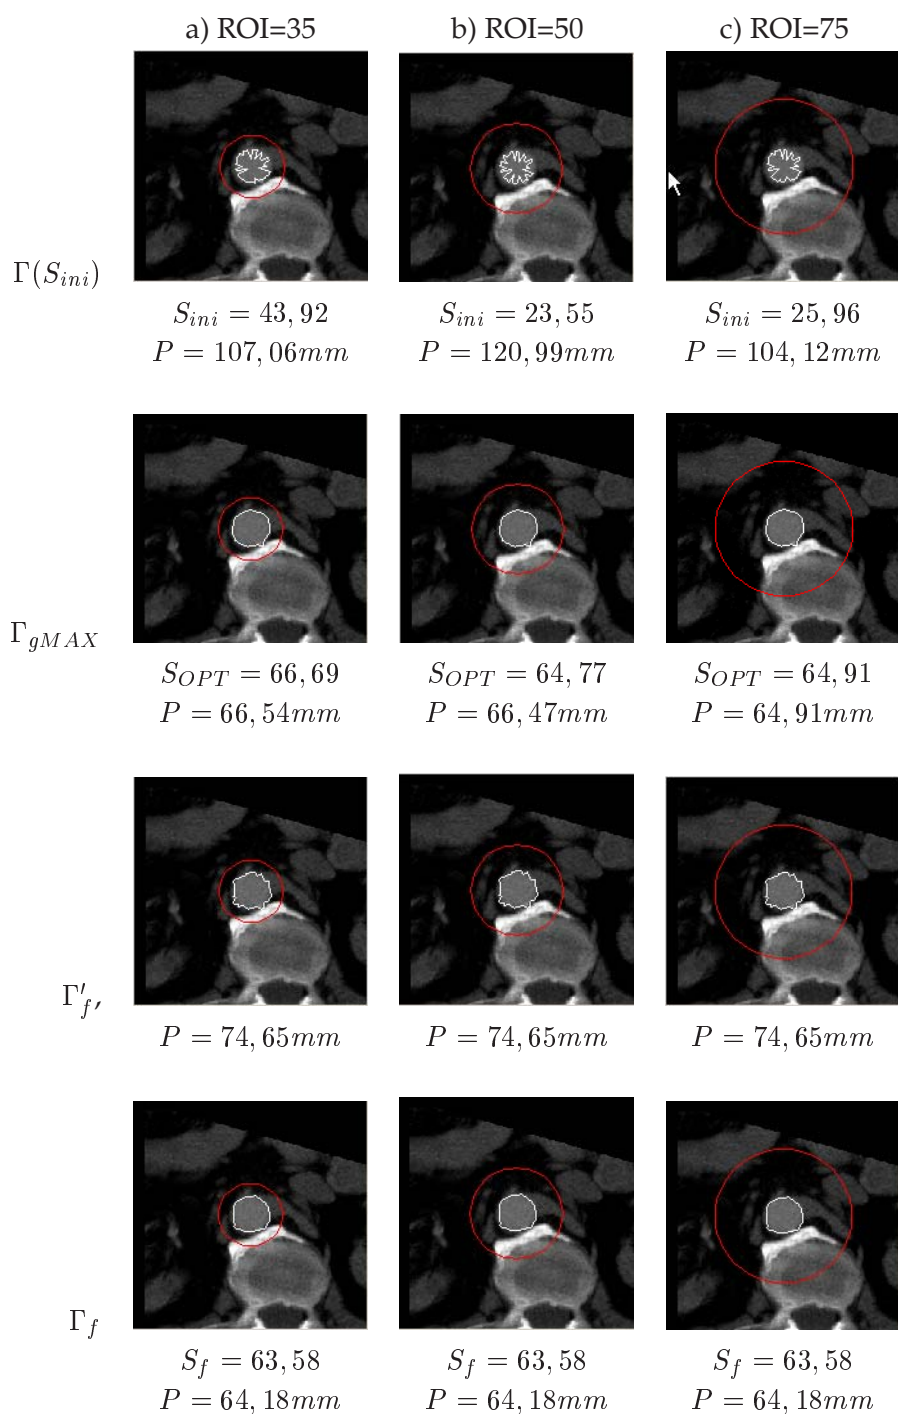 a) ROI=35 b) ROI=50 c) ROI=75
Γ(S_ini)
S_ini = 43, 92 S_ini = 23, 55 S_ini = 25, 96
P = 107, 06mm P = 120, 99mm P = 104, 12mm
Γ_gMAX
S_OPT = 66, 69 S_OPT = 64, 77 S_OPT = 64, 91
P = 66, 54mm P = 66, 47mm P = 64, 91mm
Γ′_f,
P = 74, 65mm P = 74, 65mm P = 74, 65mm
Γ_f
S_f = 63, 58 S_f = 63, 58 S_f = 63, 58
P = 64, 18mm P = 64, 18mm P = 64, 18mm